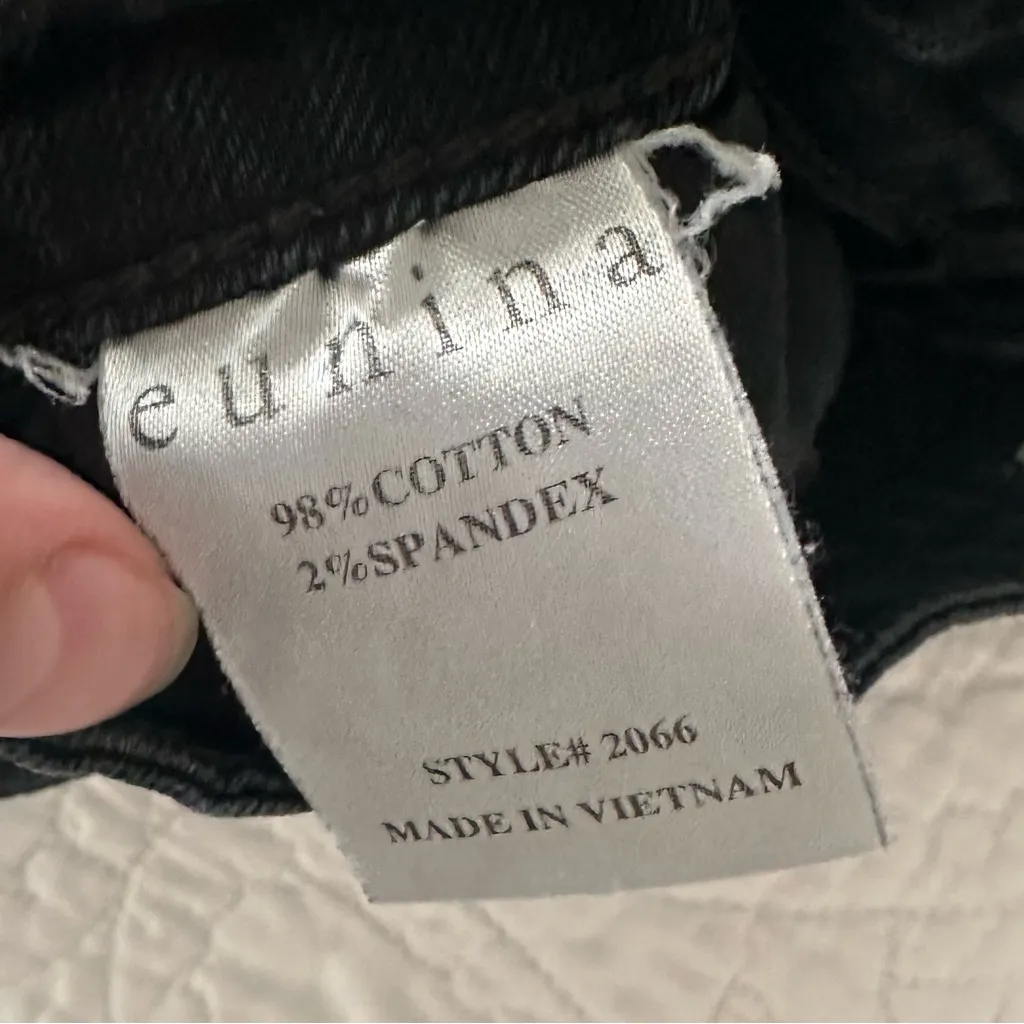 eunina
98%COTTON
2%SPANDEX
STYLE# 2066
MADE IN VIETNAM